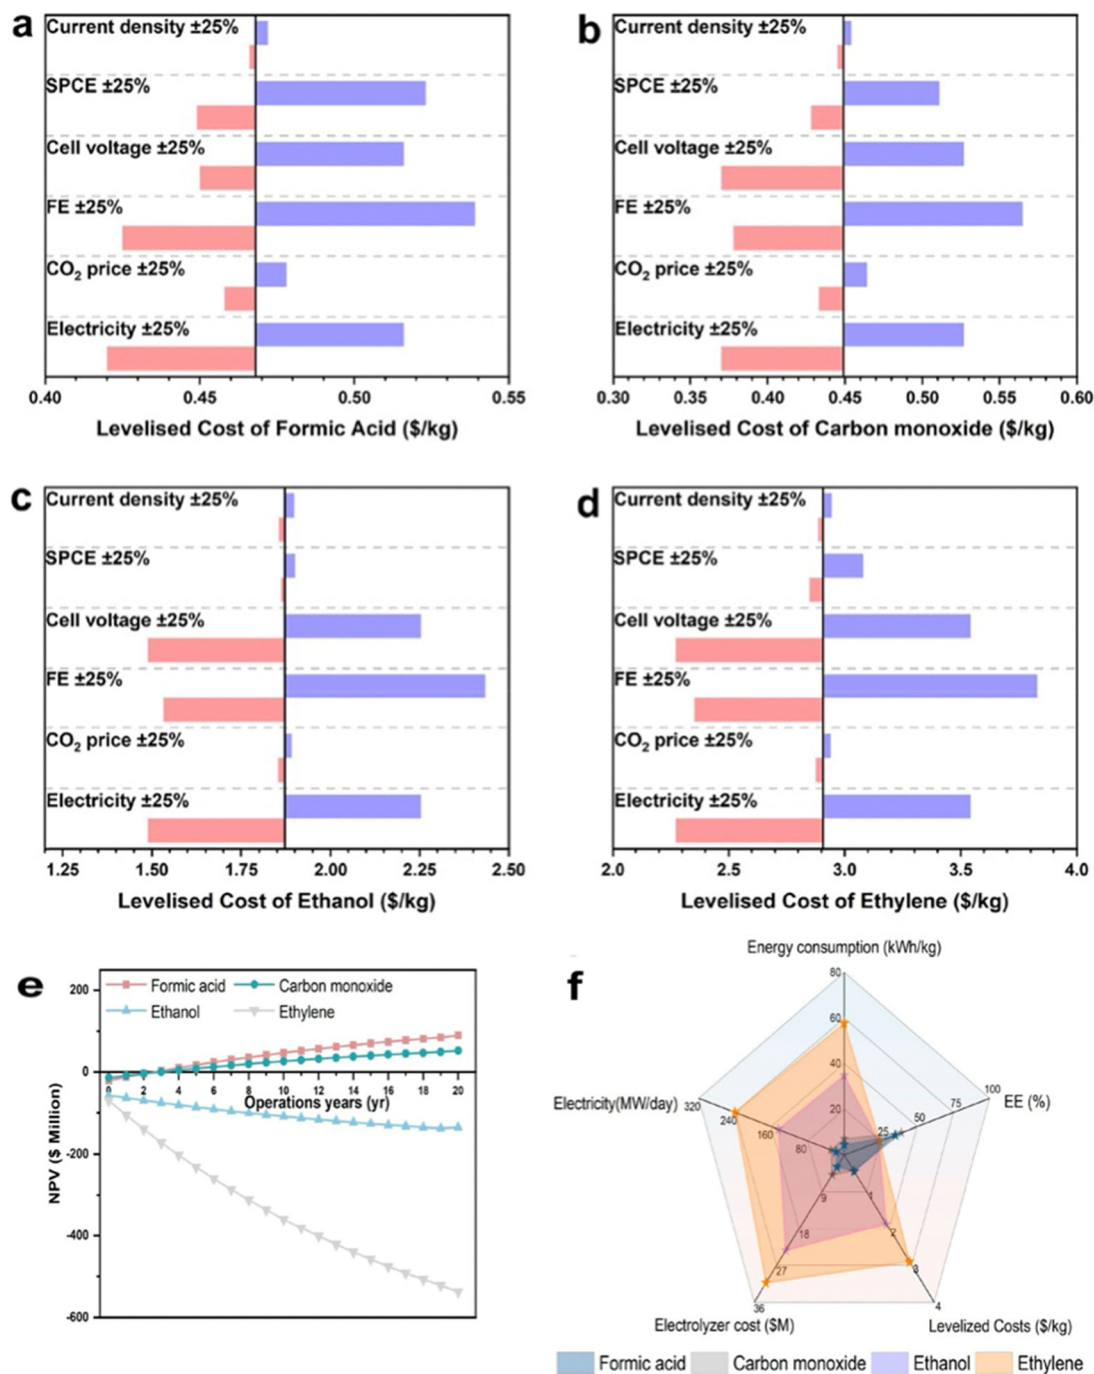 a
Current density ±25%
SPCE ±25%
Cell voltage ±25%
FE ±25%
CO₂ price ±25%
Electricity ±25%
0.40 0.45 0.50 0.55
Levelised Cost of Formic Acid ($/kg)
b
Current density ±25%
SPCE ±25%
Cell voltage ±25%
FE ±25%
CO₂ price ±25%
Electricity ±25%
0.30 0.35 0.40 0.45 0.50 0.55 0.60
Levelised Cost of Carbon monoxide ($/kg)
c
Current density ±25%
SPCE ±25%
Cell voltage ±25%
FE ±25%
CO₂ price ±25%
Electricity ±25%
1.25 1.50 1.75 2.00 2.25 2.50
Levelised Cost of Ethanol ($/kg)
d
Current density ±25%
SPCE ±25%
Cell voltage ±25%
FE ±25%
CO₂ price ±25%
Electricity ±25%
2.0 2.5 3.0 3.5 4.0
Levelised Cost of Ethylene ($/kg)
e
Formic acid Carbon monoxide
Ethanol Ethylene
200
0
-200
-400
-600
NPV ($ Million)
0 2 4 6 8 10 12 14 16 18 20
Operations years (yr)
f
Energy consumption (kWh/kg)
80
60
40
20
EE (%)
100
75
50
25
Electricity(MW/day)
320
240
160
80
9
18
27
36
1
2
3
4
Electrolyzer cost ($M)
Levelized Costs ($/kg)
Formic acid Carbon monoxide Ethanol Ethylene